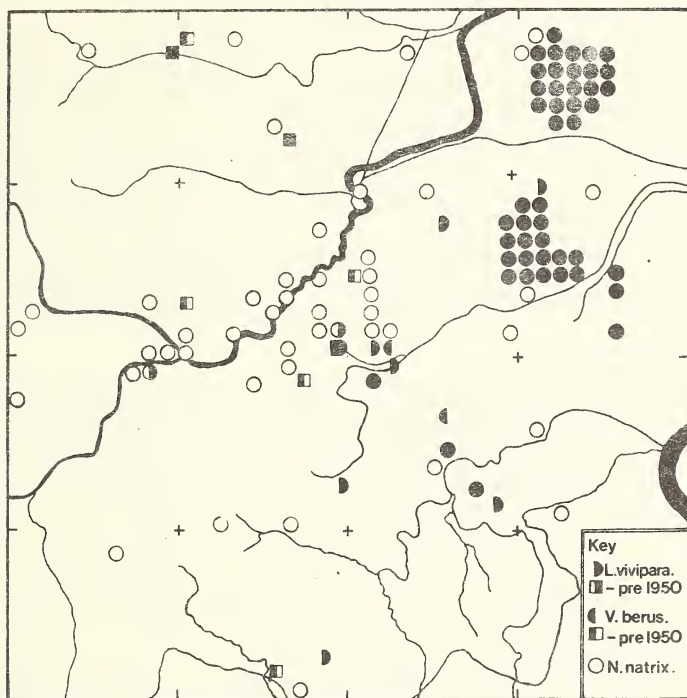 Key
L.vivipara.
- pre 1950
V. berus.
- pre 1950
N. natrix.